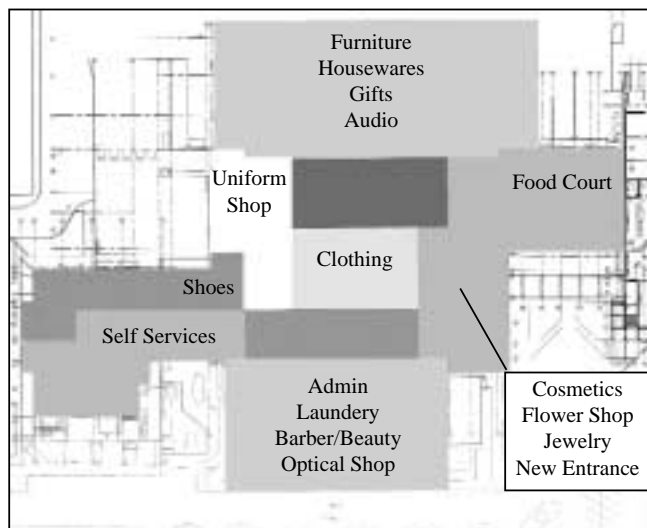 Furniture
Housewares
Gifts
Audio
Uniform
Shop
Food Court
Clothing
Shoes
Self Services
Admin
Laundery
Barber/Beauty
Optical Shop
Cosmetics
Flower Shop
Jewelry
New Entrance